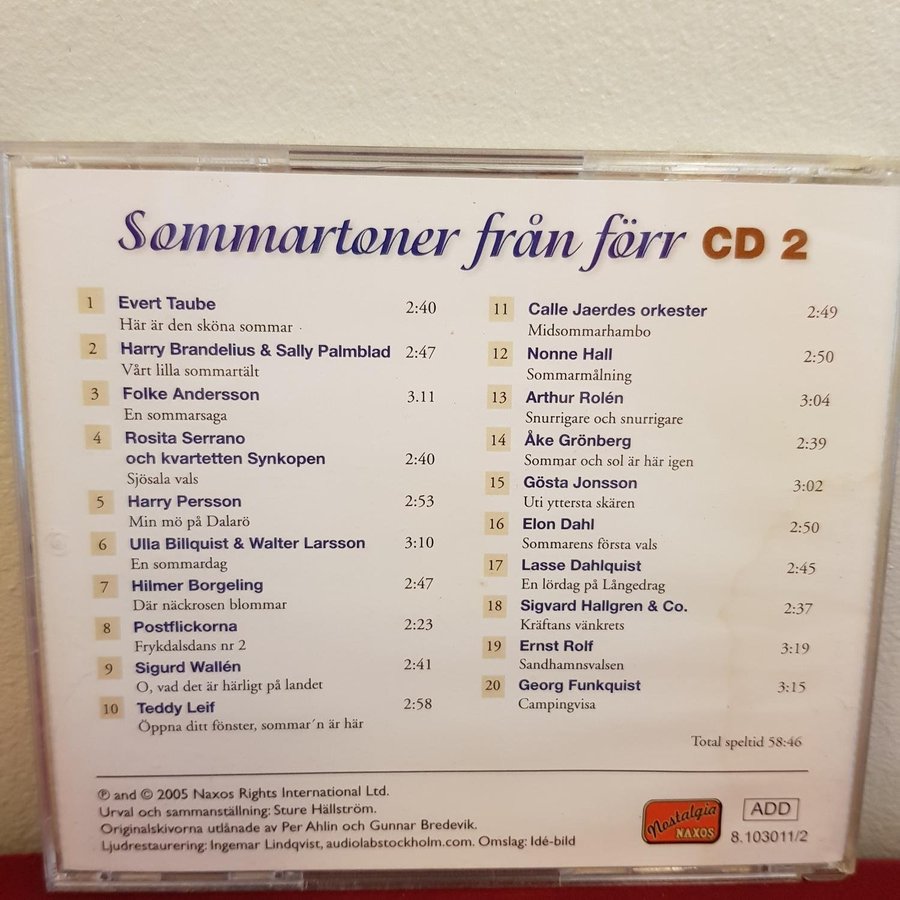 Sommartoner från förr CD 2
1 Evert Taube 2:40
Här är den sköna sommar
2 Harry Brandelius & Sally Palmblad 2:47
Vårt lilla sommartält
3 Folke Andersson 3.11
En sommarsaga
4 Rosita Serrano
och kvartetten Synkopen 2:40
Sjösala vals
5 Harry Persson 2:53
Min mö på Dalarö
6 Ulla Billquist & Walter Larsson 3:10
En sommardag
7 Hilmer Borgeling 2:47
Där näckrosen blommar
8 Postflickorna 2:23
Frykdalsdans nr 2
9 Sigurd Wallén 2:41
O, vad det är härligt på landet
10 Teddy Leif 2:58
Öppna ditt fönster, sommar´n är här
11 Calle Jaerdes orkester 2:49
Midsommarhambo
12 Nonne Hall 2:50
Sommarmålning
13 Arthur Rolén 3:04
Snurrigare och snurrigare
14 Åke Grönberg 2:39
Sommar och sol är här igen
15 Gösta Jonsson 3:02
Uti yttersta skären
16 Elon Dahl 2:50
Sommarens första vals
17 Lasse Dahlquist 2:45
En lördag på Långedrag
18 Sigvard Hallgren & Co. 2:37
Kräftans vänkrets
19 Ernst Rolf 3:19
Sandhamnsvalsen
20 Georg Funkquist 3:15
Campingvisa
Total speltid 58:46
℗ and © 2005 Naxos Rights International Ltd.
Urval och sammanställning: Sture Hällström.
Originalskivorna utlånade av Per Ahlin och Gunnar Bredevik.
Ljudrestaurering: Ingemar Lindqvist, audiolabstockholm.com. Omslag: Idé-bild
Nostalgia
NAXOS
ADD
8.103011/2